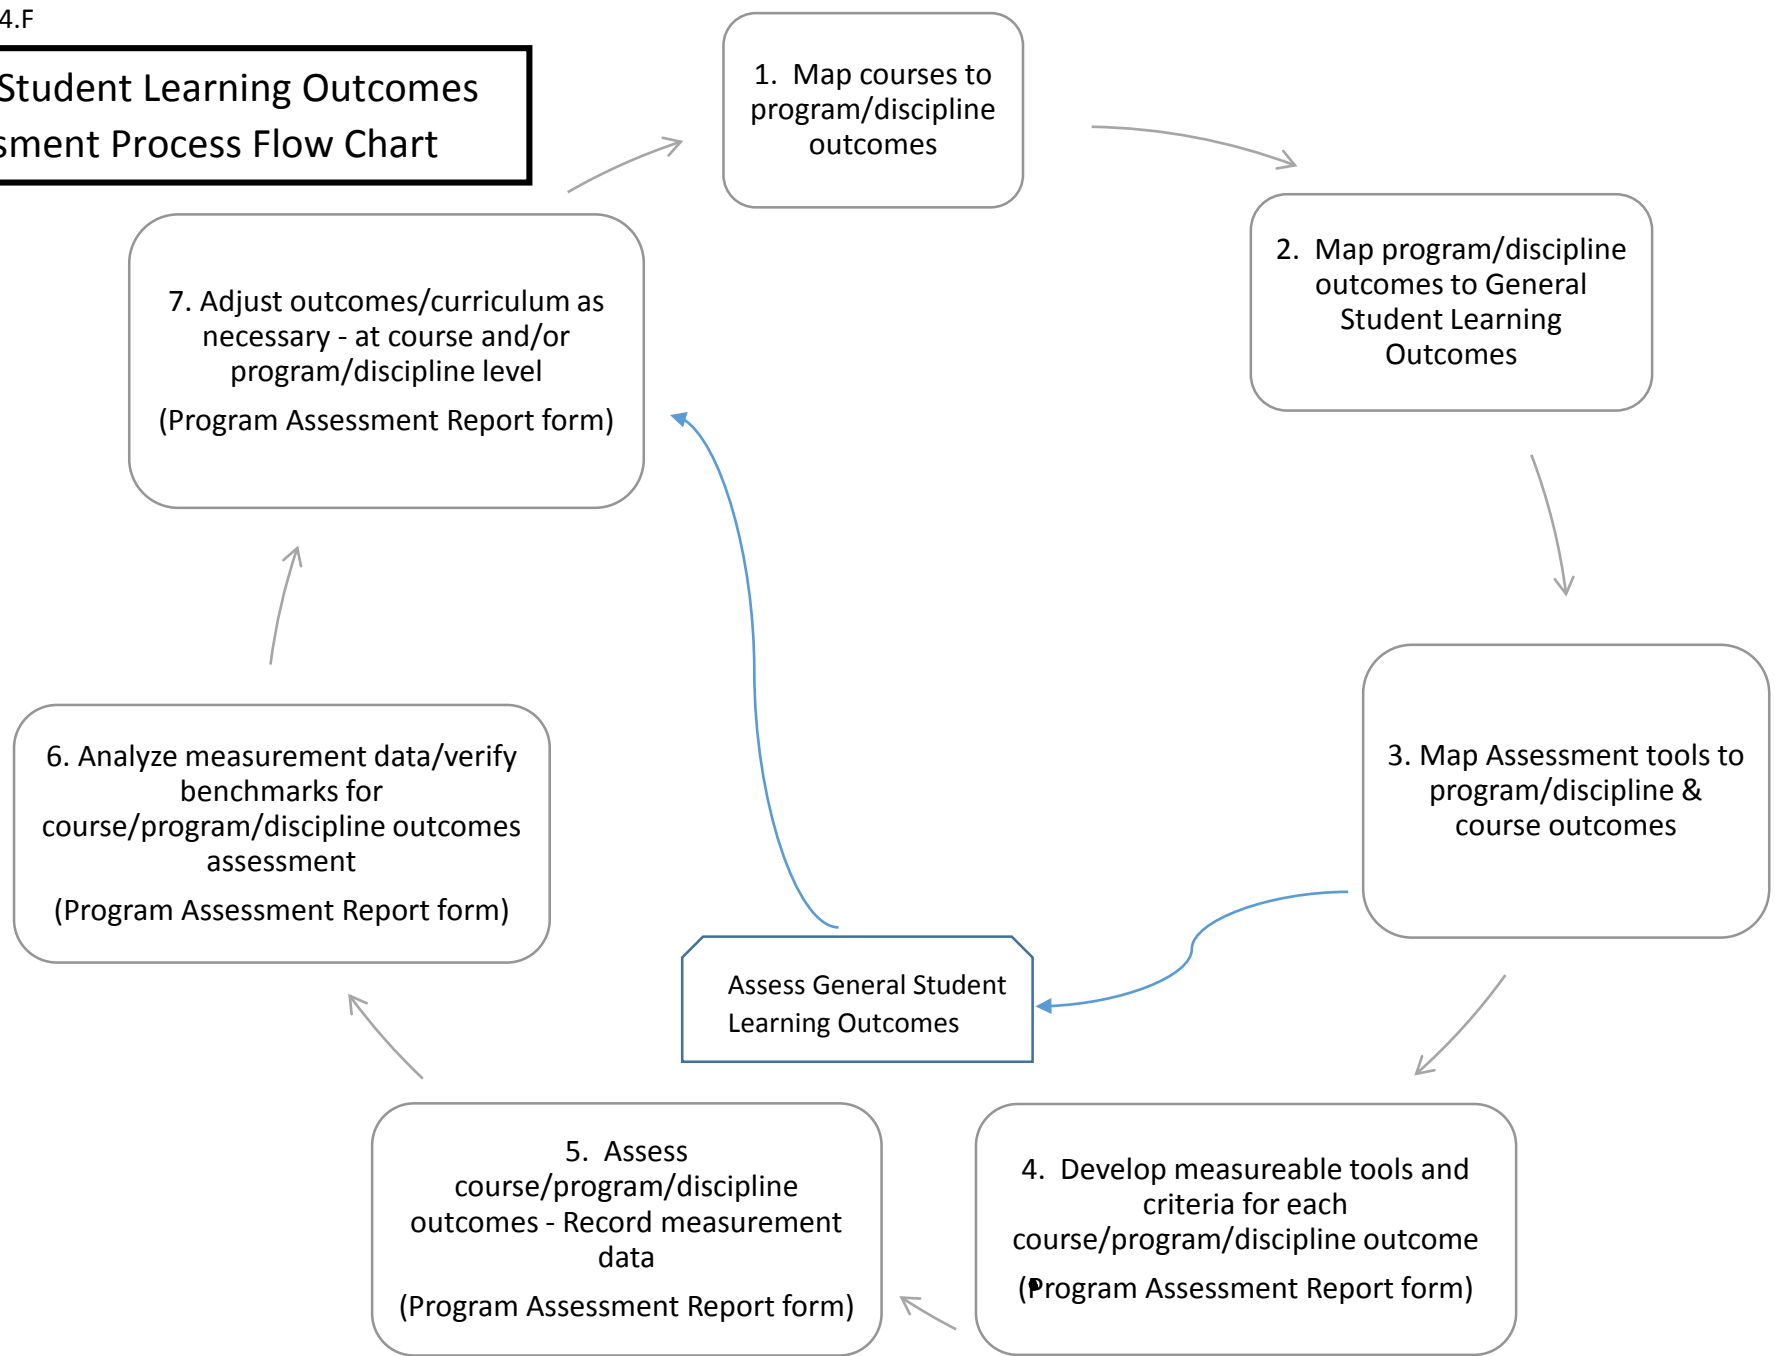 4.F
Student Learning Outcomes
sment Process Flow Chart
1. Map courses to
program/discipline
outcomes
2. Map program/discipline
outcomes to General
Student Learning
Outcomes
3. Map Assessment tools to
program/discipline &
course outcomes
4. Develop measureable tools and
criteria for each
course/program/discipline outcome
(Program Assessment Report form)
5. Assess
course/program/discipline
outcomes - Record measurement
data
(Program Assessment Report form)
6. Analyze measurement data/verify
benchmarks for
course/program/discipline outcomes
assessment
(Program Assessment Report form)
7. Adjust outcomes/curriculum as
necessary - at course and/or
program/discipline level
(Program Assessment Report form)
Assess General Student
Learning Outcomes